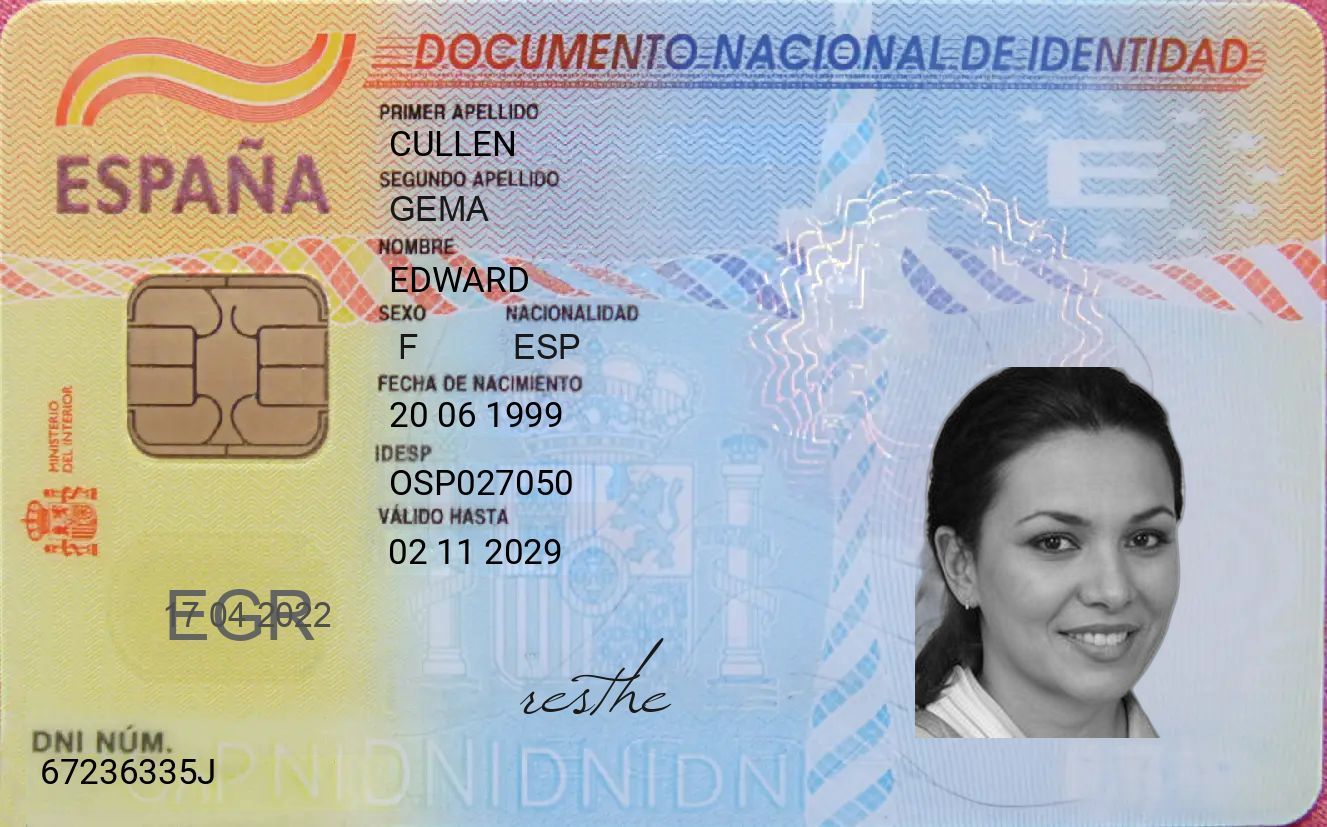 DOCUMENTO NACIONAL DE IDENTIDAD
ESPAÑA
PRIMER APELLIDO
CULLEN
SEGUNDO APELLIDO
GEMA
NOMBRE
EDWARD
SEXO NACIONALIDAD
F ESP
FECHA DE NACIMIENTO
20 06 1999
IDESP
OSP027050
VÁLIDO HASTA
02 11 2029
MINISTERIO
DEL INTERIOR
E
EGR
17 04 2022
resthe
DNI NÚM.
67236335J
DNIDNIDNIDN